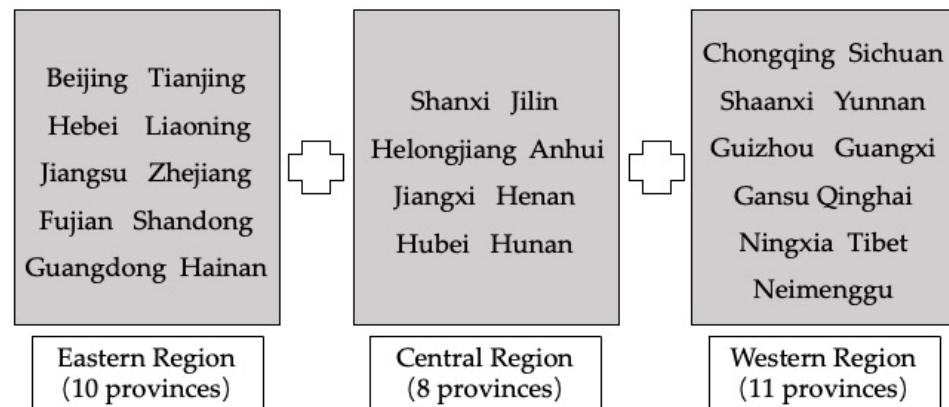 Beijing Tianjing
Hebei Liaoning
Jiangsu Zhejiang
Fujian Shandong
Guangdong Hainan
Eastern Region
(10 provinces)
Shanxi Jilin
Helongjiang Anhui
Jiangxi Henan
Hubei Hunan
Central Region
(8 provinces)
Chongqing Sichuan
Shaanxi Yunnan
Guizhou Guangxi
Gansu Qinghai
Ningxia Tibet
Neimenggu
Western Region
(11 provinces)